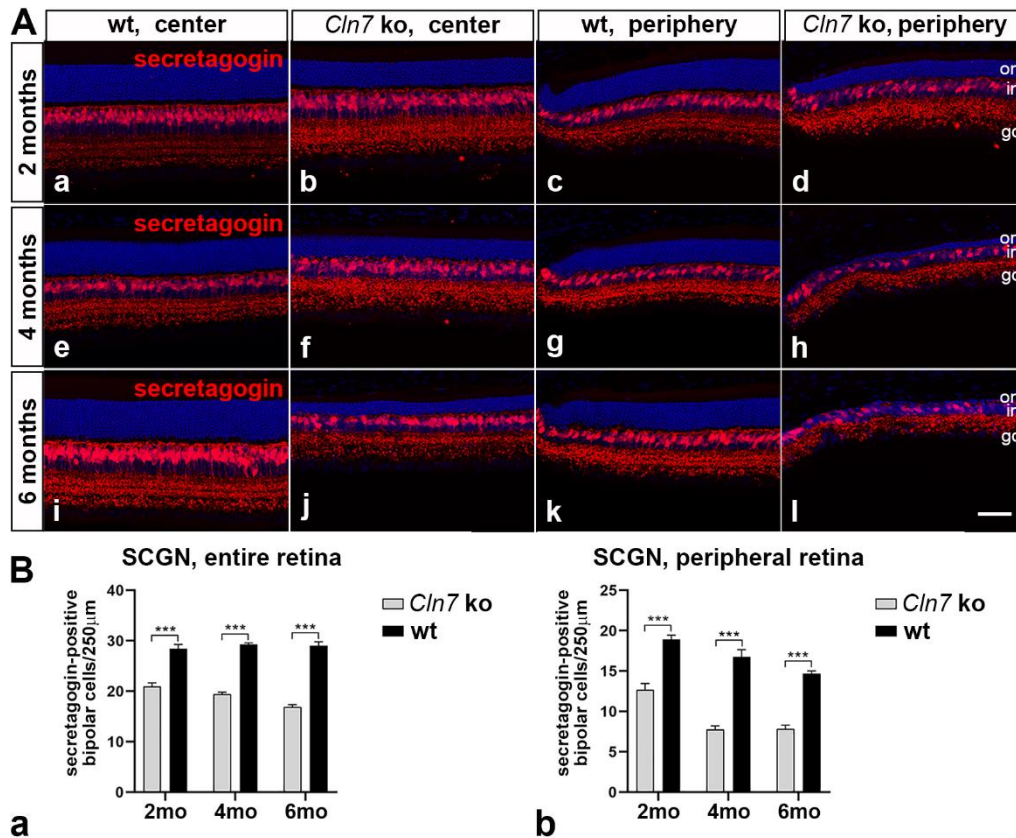 A
wt, center
Cln7 ko, center
wt, periphery
Cln7 ko, periphery
2 months
secretagogin
a
b
c
d
4 months
secretagogin
e
f
g
h
6 months
secretagogin
i
j
k
l
B
SCGN, entire retina
secretagogin-positive
bipolar cells/250μm
40
30
20
10
0
***
***
***
2mo
4mo
6mo
Cln7 ko
wt
a
SCGN, peripheral retina
secretagogin-positive
bipolar cells/250μm
25
20
15
10
5
0
***
***
***
2mo
4mo
6mo
Cln7 ko
wt
b